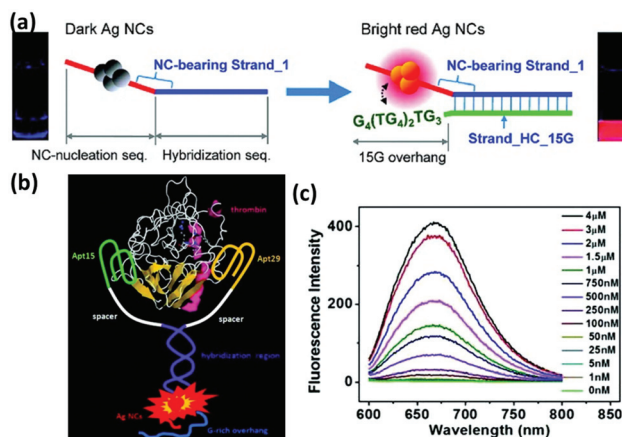 (a)
Dark Ag NCs
NC-bearing Strand_1
NC-nucleation seq.
Hybridization seq.
Bright red Ag NCs
NC-bearing Strand_1
G₄(TG₄)₂TG₃
15G overhang
Strand_HC_15G
(b)
thrombin
Apt15
Apt29
spacer
spacer
hybridization region
Ag NCs
G-rich overhang
(c)
Fluorescence Intensity
400
200
0
600
650
700
750
800
850
Wavelength (nm)
4μM
3μM
2μM
1.5μM
1μM
750nM
500nM
250nM
100nM
50nM
25nM
5nM
1nM
0nM